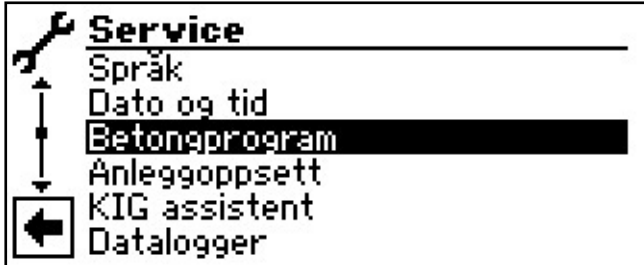 Service
Språk
Dato og tid
Betongprogram
Anleggoppsett
KIG assistent
Datalogger